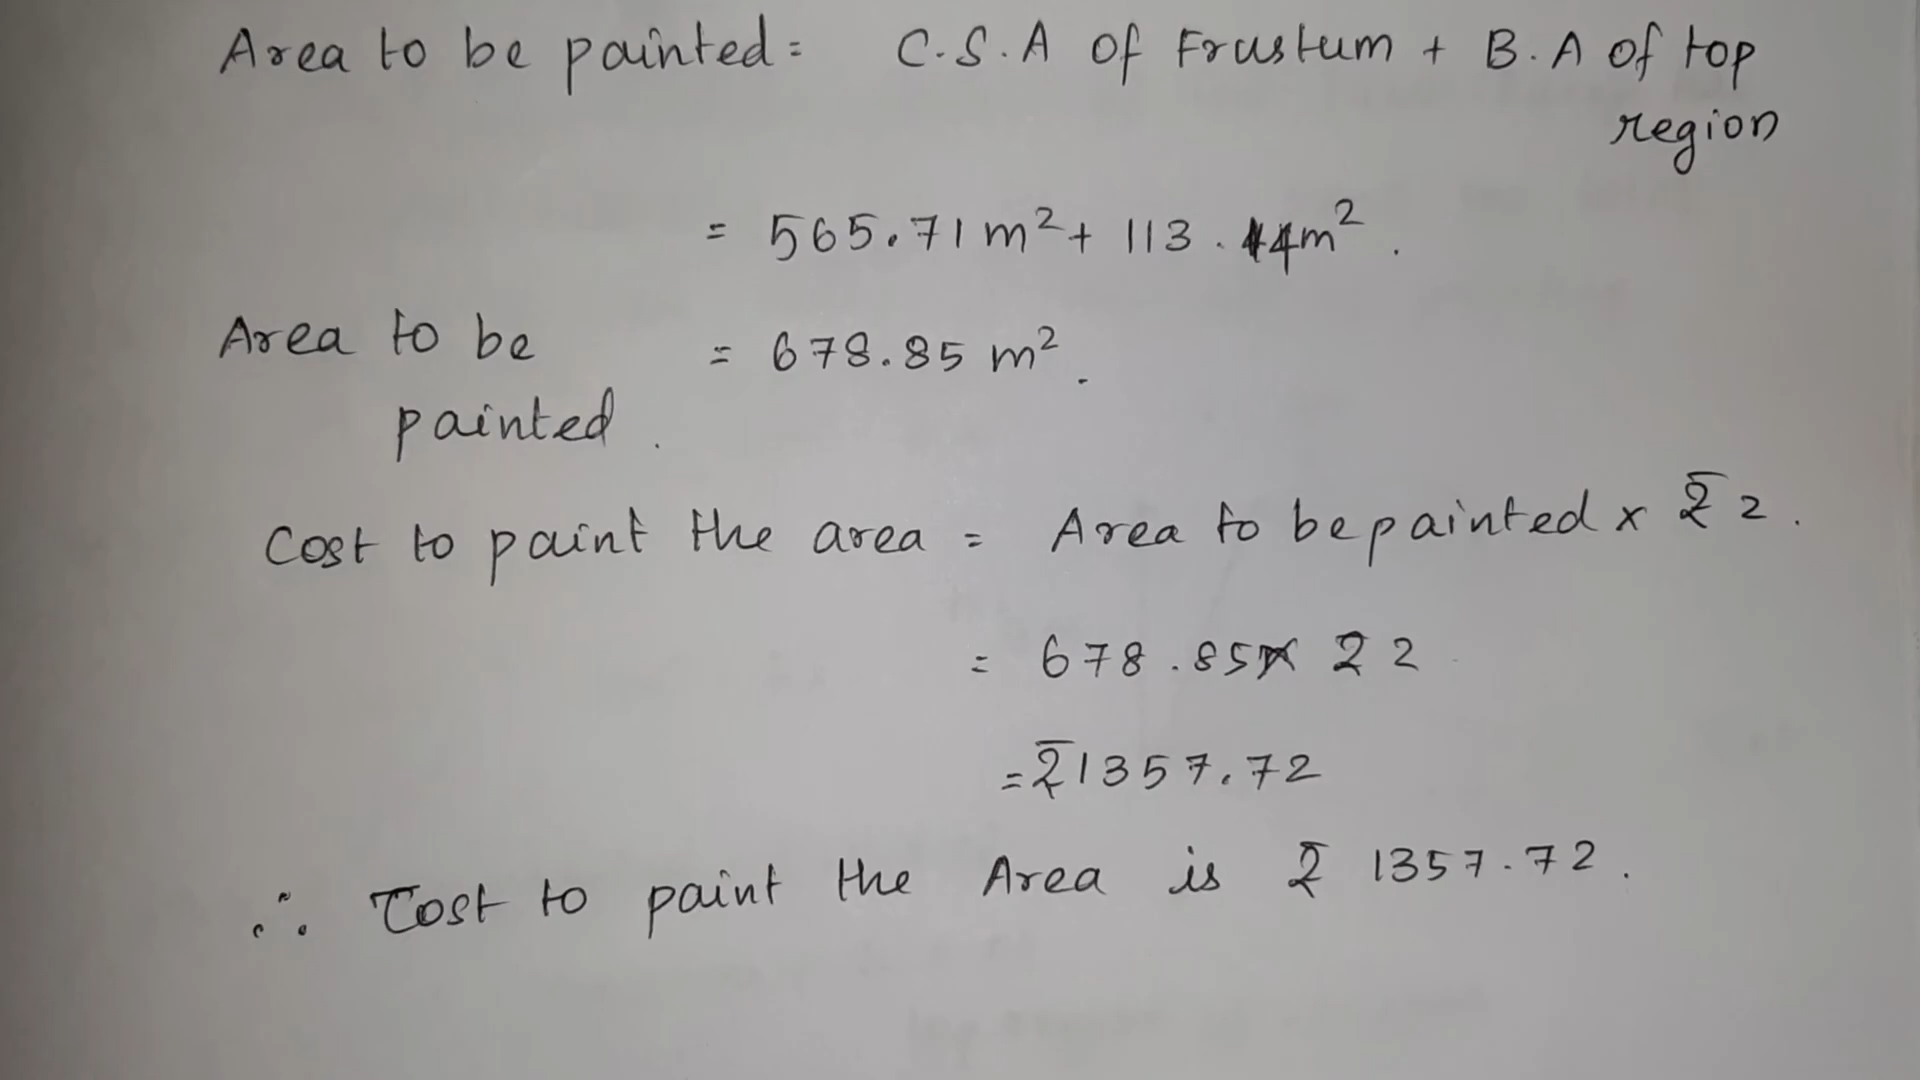 Area to be painted = C.S.A of Frustum + B.A of top
region
= 565.71 m² + 113.14m².
Area to be = 678.85 m².
painted.
Cost to paint the area = Area to be painted x ₹ 2.
= 678.85 x ₹ 2
= ₹1357.72
∴ Cost to paint the Area is ₹ 1357.72.